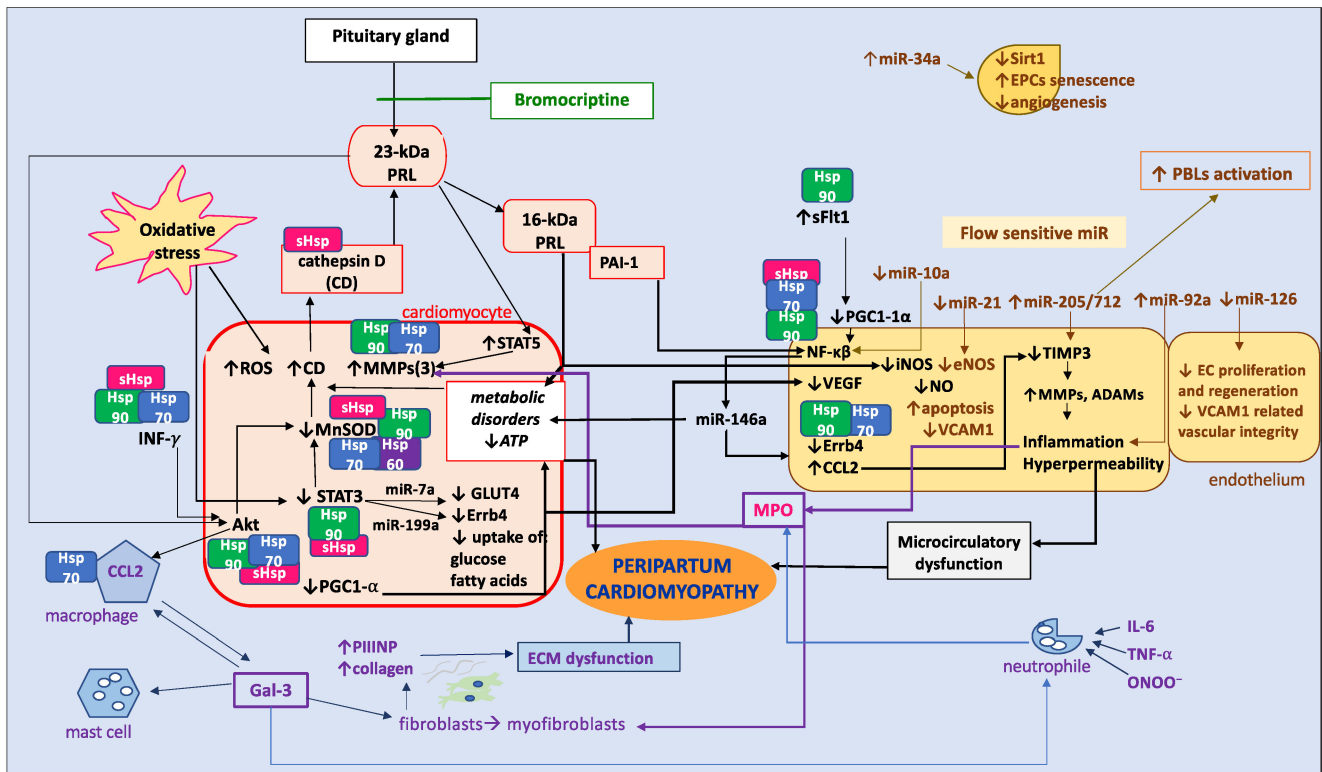 Pituitary gland
Bromocriptine
23-kDa
PRL
16-kDa
PRL
PAI-1
Oxidative
stress
sHsp
cathepsin D
(CD)
cardiomyocyte
↑miR-34a
↓Sirt1
↑EPCs senescence
↓angiogenesis
↑ PBLs activation
Hsp
90
↑sFlt1
Flow sensitive miR
↓miR-10a
↓miR-21
↑miR-205/712
↑miR-92a
↓miR-126
sHsp
Hsp
70
Hsp
90
↓PGC1-1α
NF-κβ
↓iNOS
↓eNOS
↓TIMP3
↓VEGF
↓NO
↑MMPs, ADAMs
↑apoptosis
↓VCAM1
Hsp
90
Hsp
70
↓Errb4
↑CCL2
Inflammation
Hyperpermeability
↓ EC proliferation
and regeneration
↓ VCAM1 related
vascular integrity
endothelium
Hsp
90
Hsp
70
↑STAT5
↑ROS
↑CD
↑MMPs(3)
metabolic
disorders
↓ATP
miR-146a
sHsp
Hsp
90
Hsp
70
INF-γ
sHsp
↓MnSOD
Hsp
90
Hsp
70
Hsp
60
↓ STAT3
miR-7a
miR-199a
↓ GLUT4
↓Errb4
↓ uptake of
glucose
fatty acids
Hsp
90
sHsp
Akt
Hsp
90
Hsp
70
sHsp
↓PGC1-α
Hsp
70
CCL2
macrophage
MPO
Microcirculatory
dysfunction
PERIPARTUM
CARDIOMYOPATHY
↑PIIINP
↑collagen
ECM dysfunction
Gal-3
mast cell
fibroblasts→ myofibroblasts
neutrophile
IL-6
TNF-α
ONOO⁻